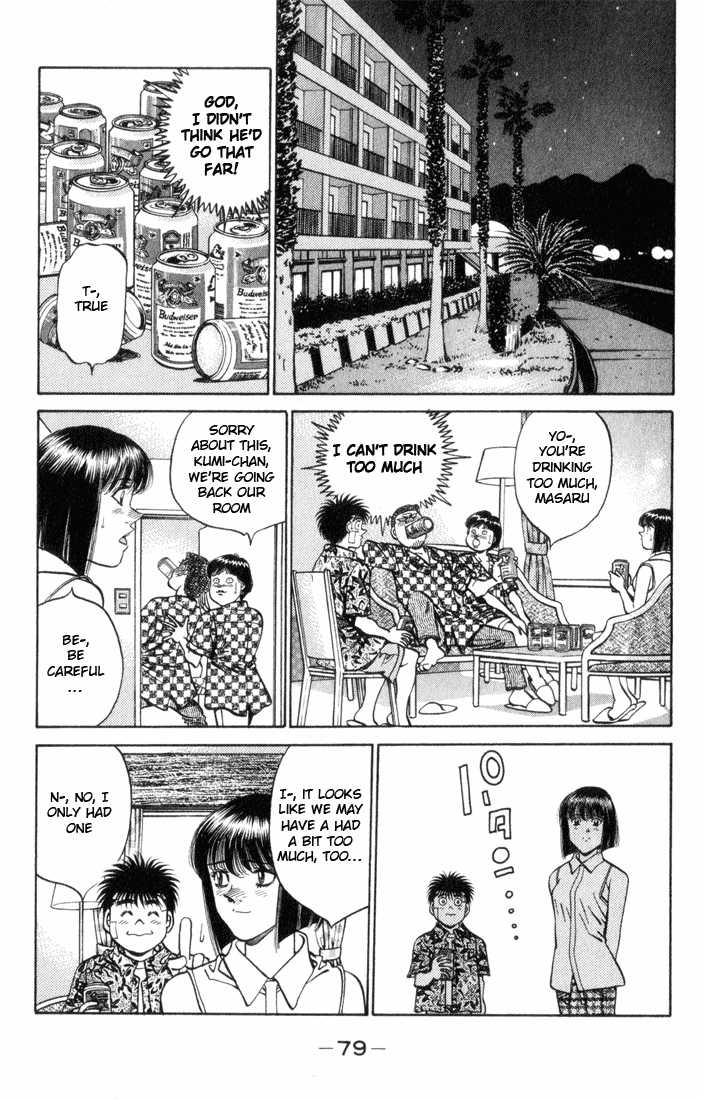 GOD,
I DIDN'T
THINK HE'D
GO THAT
FAR!
T-,
TRUE
Budweiser
YO-,
YOU'RE
DRINKING
TOO MUCH,
MASARU
I CAN'T DRINK
TOO MUCH
SORRY
ABOUT THIS,
KUMI-CHAN,
WE'RE GOING
BACK OUR
ROOM
BE-,
BE
CAREFUL
...
I-, IT LOOKS
LIKE WE MAY
HAVE A HAD
A BIT TOO
MUCH, TOO...
N-, NO, I
ONLY HAD
ONE
—79—